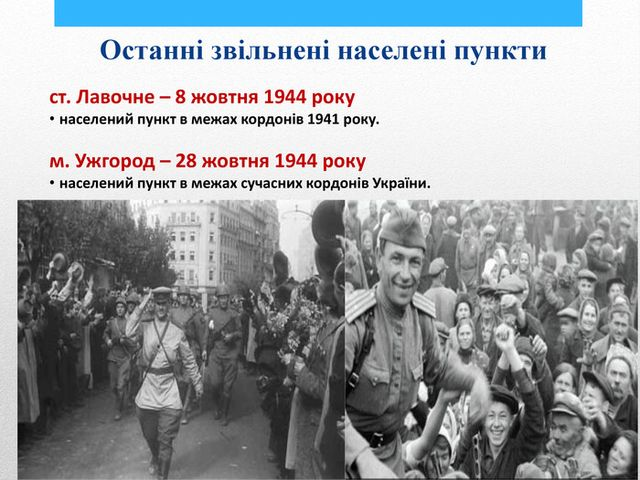 Останні звільнені населені пункти
ст. Лавочне – 8 жовтня 1944 року
• населений пункт в межах кордонів 1941 року.
м. Ужгород – 28 жовтня 1944 року
• населений пункт в межах сучасних кордонів України.